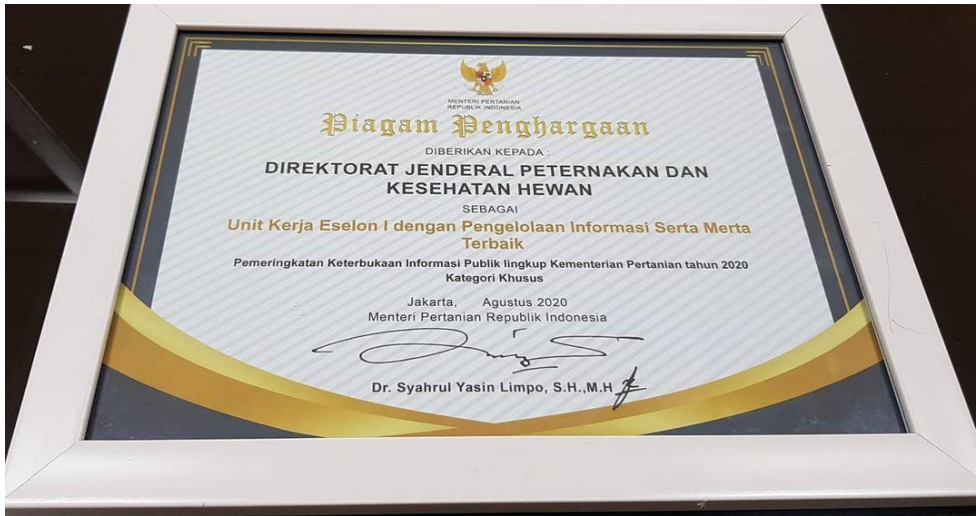 MENTERI PERTANIAN
REPUBLIK INDONESIA
Piagam Penghargaan
DIBERIKAN KEPADA :
DIREKTORAT JENDERAL PETERNAKAN DAN
KESEHATAN HEWAN
SEBAGAI
Unit Kerja Eselon I dengan Pengelolaan Informasi Serta Merta
Terbaik
Pemeringkatan Keterbukaan Informasi Publik lingkup Kementerian Pertanian tahun 2020
Kategori Khusus
Jakarta, Agustus 2020
Menteri Pertanian Republik Indonesia
Dr. Syahrul Yasin Limpo, S.H.,M.H